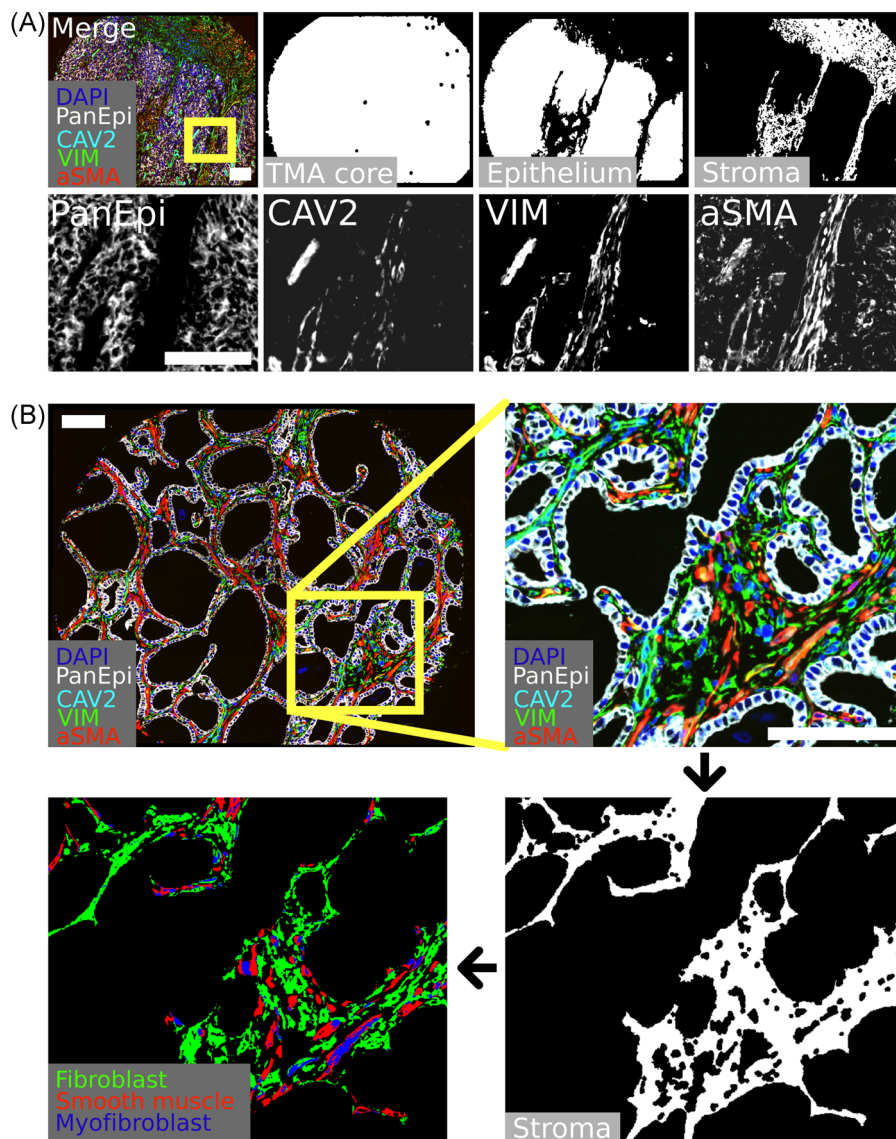 (A)
Merge
DAPI
PanEpi
CAV2
VIM
aSMA
TMA core
Epithelium
Stroma
PanEpi
CAV2
VIM
aSMA
(B)
DAPI
PanEpi
CAV2
VIM
aSMA
DAPI
PanEpi
CAV2
VIM
aSMA
Fibroblast
Smooth muscle
Myofibroblast
Stroma